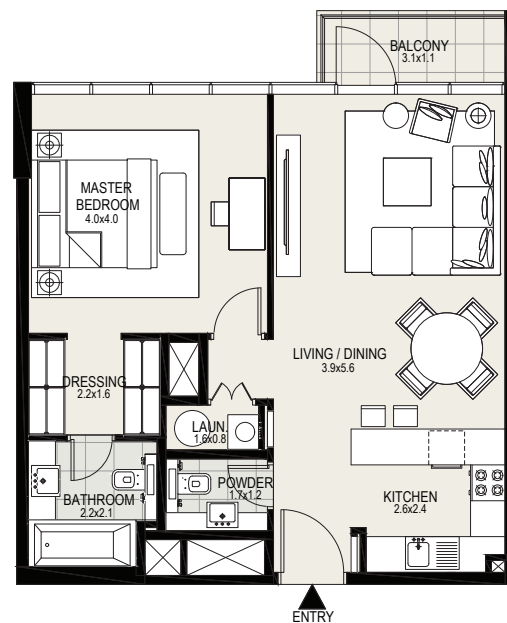 BALCONY
3.1x1.1
MASTER
BEDROOM
4.0x4.0
LIVING / DINING
3.9x5.6
DRESSING
2.2x1.6
LAUN.
1.6x0.8
POWDER
1.7x1.2
BATHROOM
2.2x2.1
KITCHEN
2.6x2.4
ENTRY